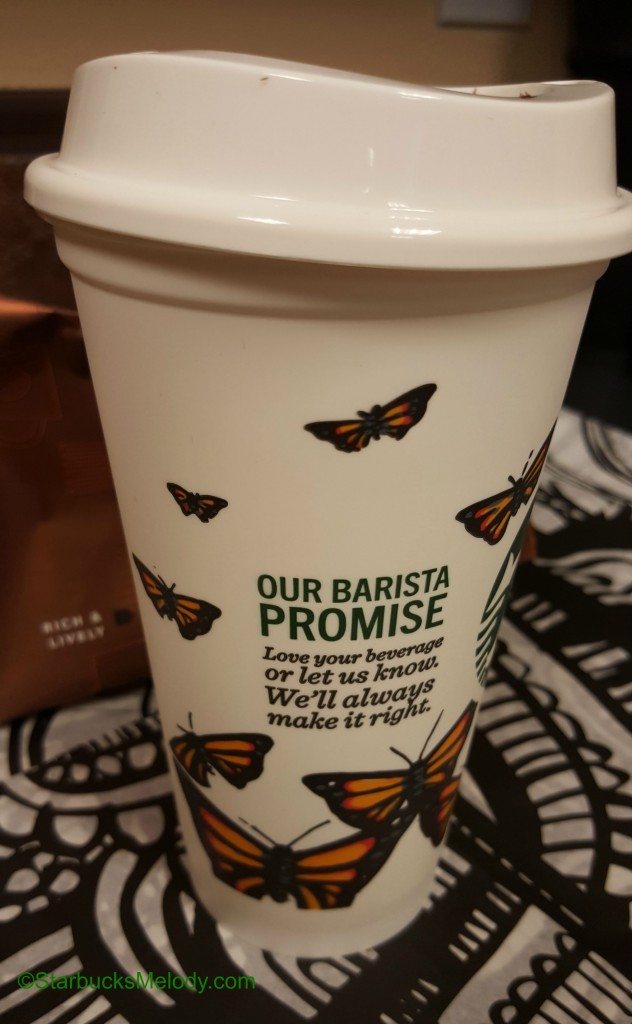 OUR BARISTA
PROMISE
Love your beverage
or let us know.
We'll always
make it right.
RICH &
LIVELY
©StarbucksMelody.com